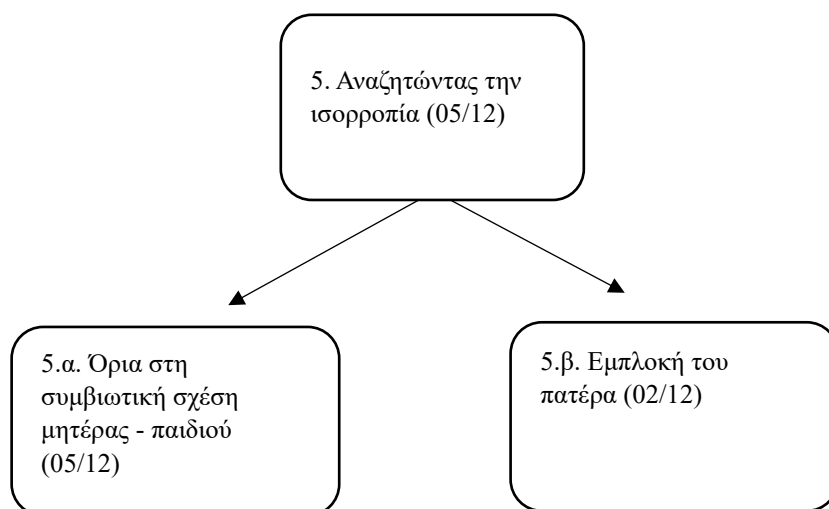 5. Αναζητώντας την
ισορροπία (05/12)
5.α. Όρια στη
συμβιωτική σχέση
μητέρας - παιδιού
(05/12)
5.β. Εμπλοκή του
πατέρα (02/12)